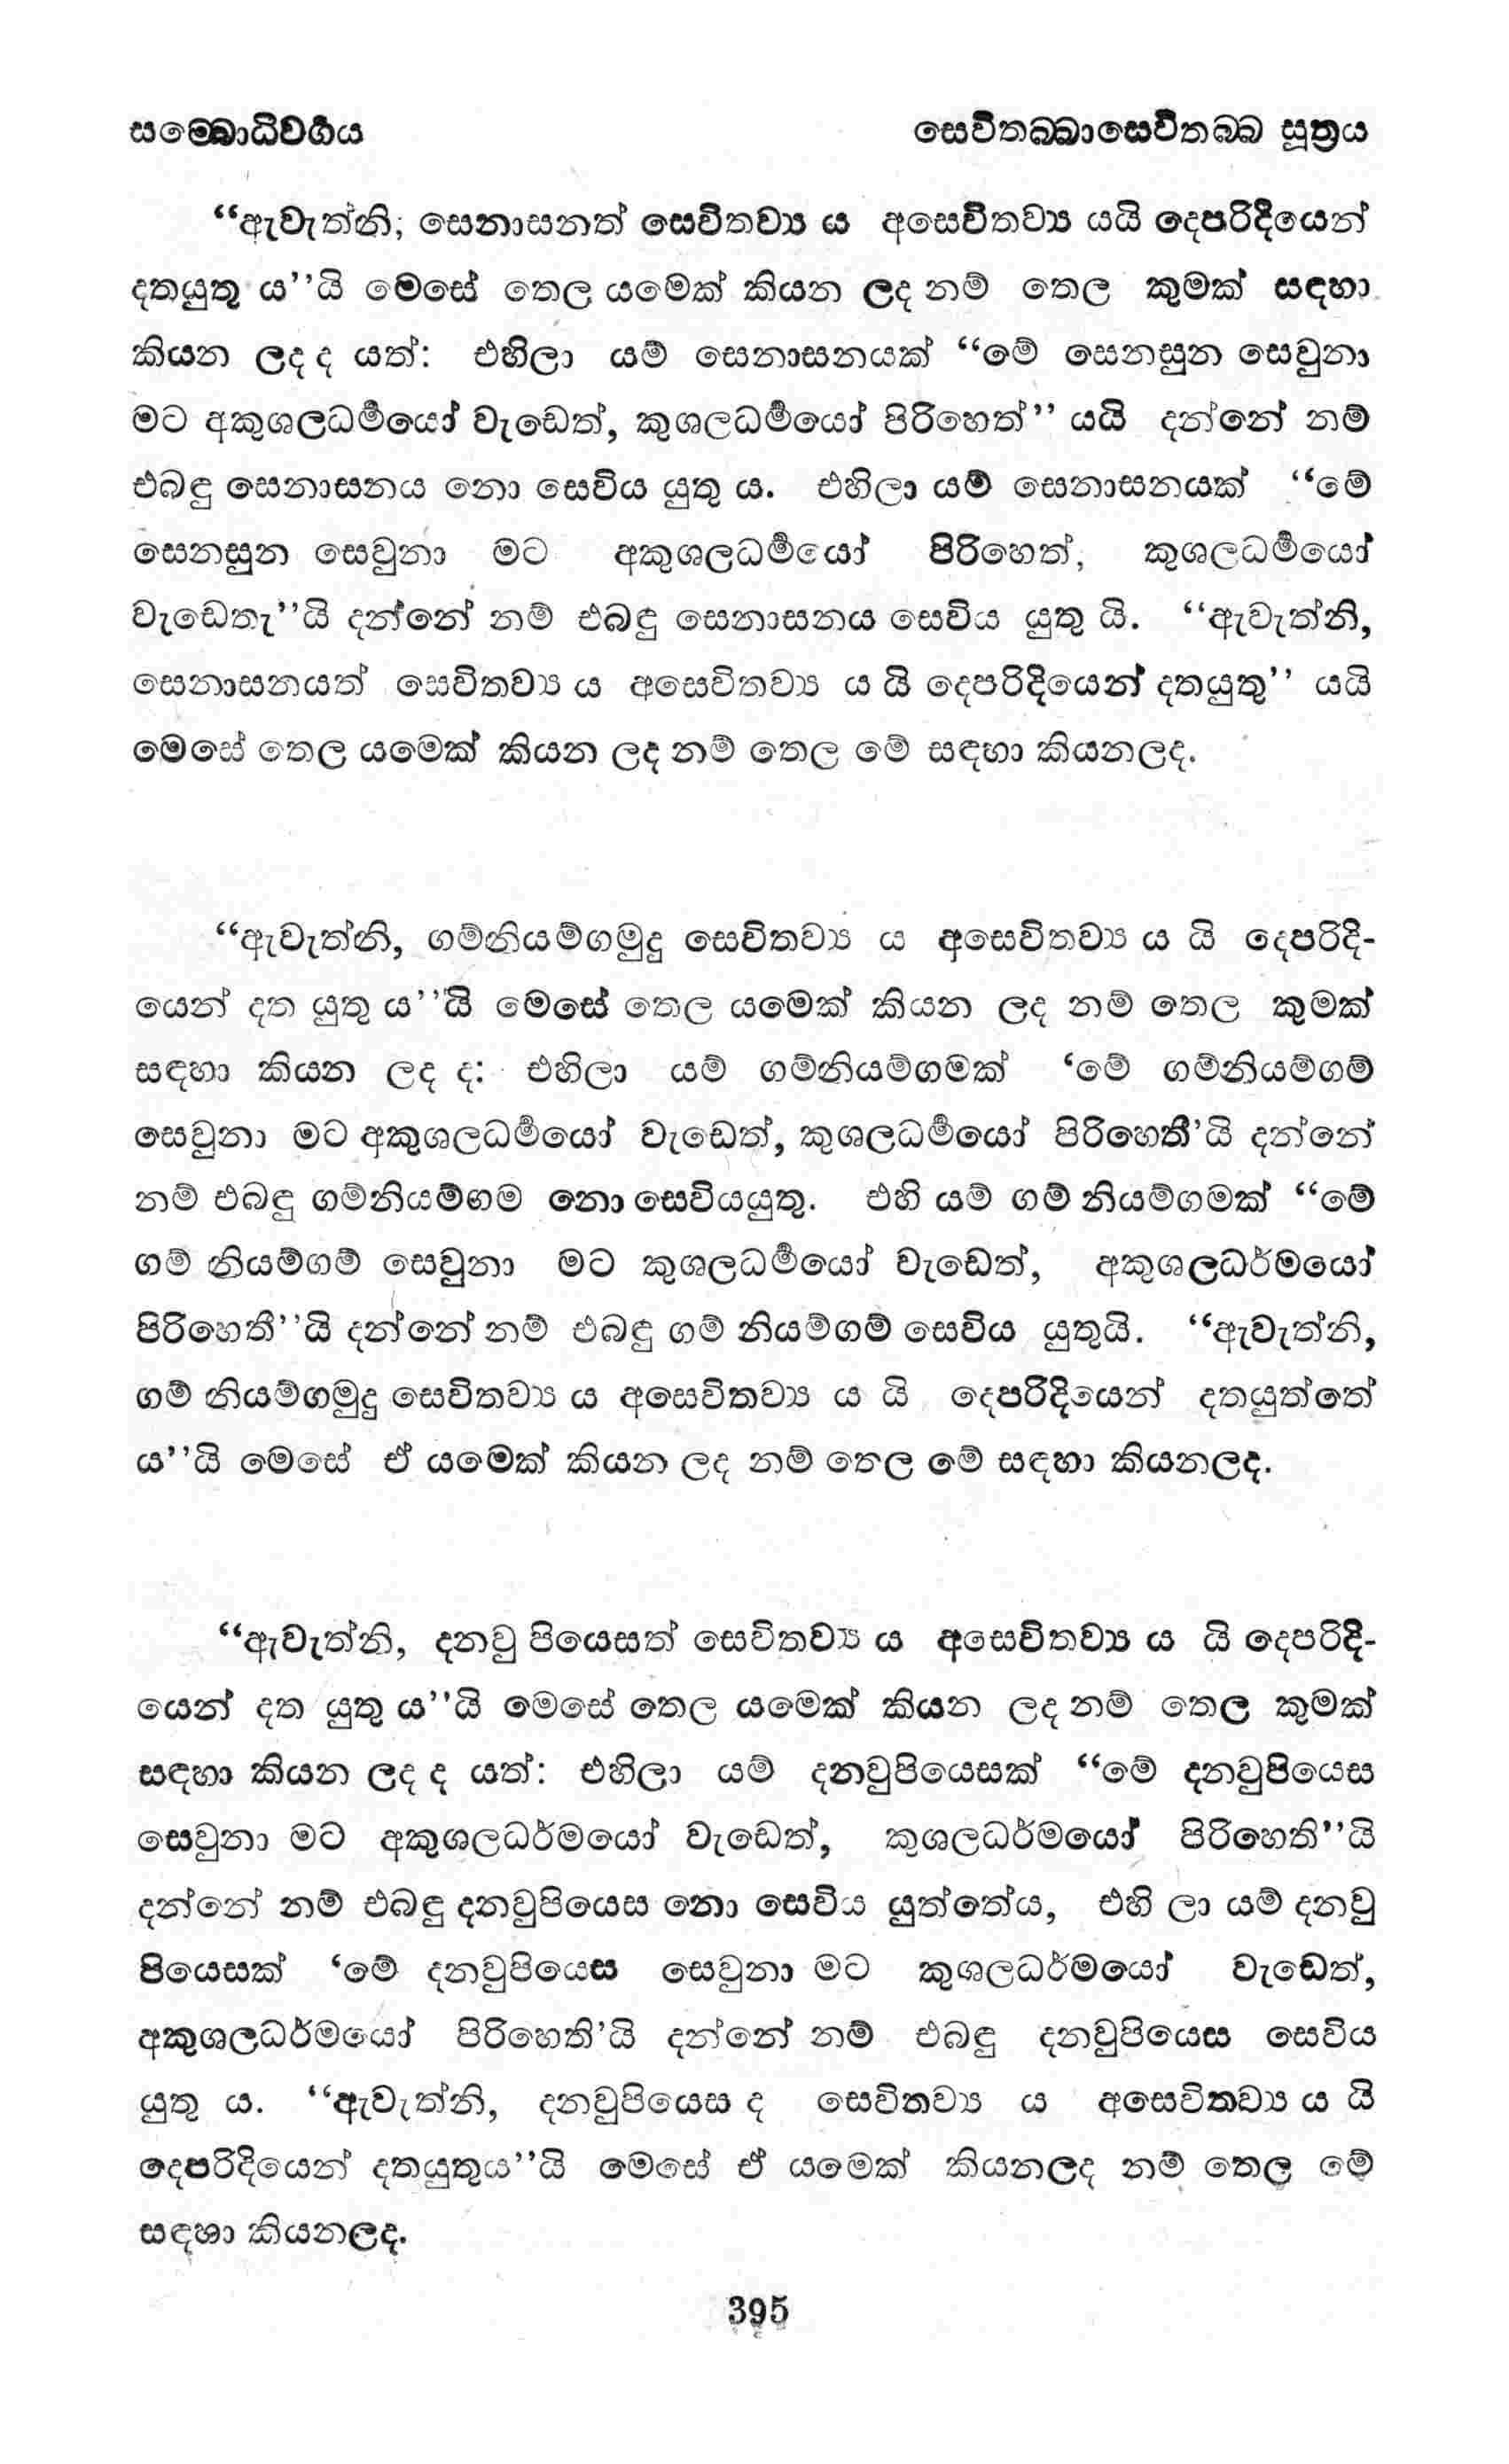 සම්බොධිවර්‍ගය සෙවිතබ්බාසෙවිතබ්බ සූත්‍රය
“ඇවැත්නි; සෙනාසනත් සෙවිතව්‍ය ය අසෙවිතව්‍ය යයි දෙපරිදියෙන්
දතයුතු ය’’යි මෙසේ තෙල යමෙක් කියන ලද නම් තෙල කුමක් සඳහා
කියන ලද ද යත්: එහිලා යම් සෙනාසනයක් “මේ සෙනසුන සෙවුනා
මට අකුශලධර්‍මයෝ වැඩෙත්, කුශලධර්‍මයෝ පිරිහෙත්’’ යයි දන්නේ නම්
එබඳු සෙනාසනය නො සෙවිය යුතු ය. එහිලා යම් සෙනාසනයක් “මේ
සෙනසුන සෙවුනා මට අකුශලධර්‍මයෝ පිරිහෙත්, කුශලධර්‍මයෝ
වැඩෙතැ’’යි දන්නේ නම් එබඳු සෙනාසනය සෙවිය යුතු යි. “ඇවැත්නි,
සෙනාසනයත් සෙවිතව්‍ය ය අසෙවිතව්‍ය ය යි දෙපරිදියෙන් දතයුතු’’ යයි
මෙසේ තෙල යමෙක් කියන ලද නම් තෙල මේ සඳහා කියනලද.
“ඇවැත්නි, ගම්නියම්ගමුදු සෙවිතව්‍ය ය අසෙවිතව්‍ය ය යි දෙපරිදි-
යෙන් දත යුතු ය’’යි මෙසේ තෙල යමෙක් කියන ලද නම් තෙල කුමක්
සඳහා කියන ලද ද: එහිලා යම් ගම්නියම්ගමක් ‘මේ ගම්නියම්ගම්
සෙවුනා මට අකුශලධර්‍මයෝ වැඩෙත්, කුශලධර්‍මයෝ පිරිහෙතී’යි දන්නේ
නම් එබඳු ගම්නියම්ගම නො සෙවියයුතු. එහි යම් ගම් නියම්ගමක් “මේ
ගම් නියම්ගම් සෙවුනා මට කුශලධර්‍මයෝ වැඩෙත්, අකුශලධර්මයෝ
පිරිහෙතී’’යි දන්නේ නම් එබඳු ගම් නියම්ගම් සෙවිය යුතුයි. “ඇවැත්නි,
ගම් නියම්ගමුදු සෙවිතව්‍ය ය අසෙවිතව්‍ය ය යි දෙපරිදියෙන් දතයුත්තේ
ය’’යි මෙසේ ඒ යමෙක් කියන ලද නම් තෙල මේ සඳහා කියනලද.
“ඇවැත්නි, දනවු පියෙසත් සෙවිතව්‍ය ය අසෙවිතව්‍ය ය යි දෙපරිදි-
යෙන් දත යුතු ය’’යි මෙසේ තෙල යමෙක් කියන ලද නම් තෙල කුමක්
සඳහා කියන ලද ද යත්: එහිලා යම් දනවුපියෙසක් “මේ දනවුපියෙස
සෙවුනා මට අකුශලධර්මයෝ වැඩෙත්, කුශලධර්මයෝ පිරිහෙති’’යි
දන්නේ නම් එබඳු දනවුපියෙස නො සෙවිය යුත්තේය, එහි ලා යම් දනවු
පියෙසක් ‘මේ දනවුපියෙස සෙවුනා මට කුශලධර්මයෝ වැඩෙත්,
අකුශලධර්මයෝ පිරිහෙති’යි දන්නේ නම් එබඳු දනවුපියෙස සෙවිය
යුතු ය. “ඇවැත්නි, දනවුපියෙස ද සෙවිතව්‍ය ය අසෙවිතව්‍ය ය යි
දෙපරිදියෙන් දතයුතුය’’යි මෙසේ ඒ යමෙක් කියනලද නම් තෙල මේ
සඳහා කියනලද.
395